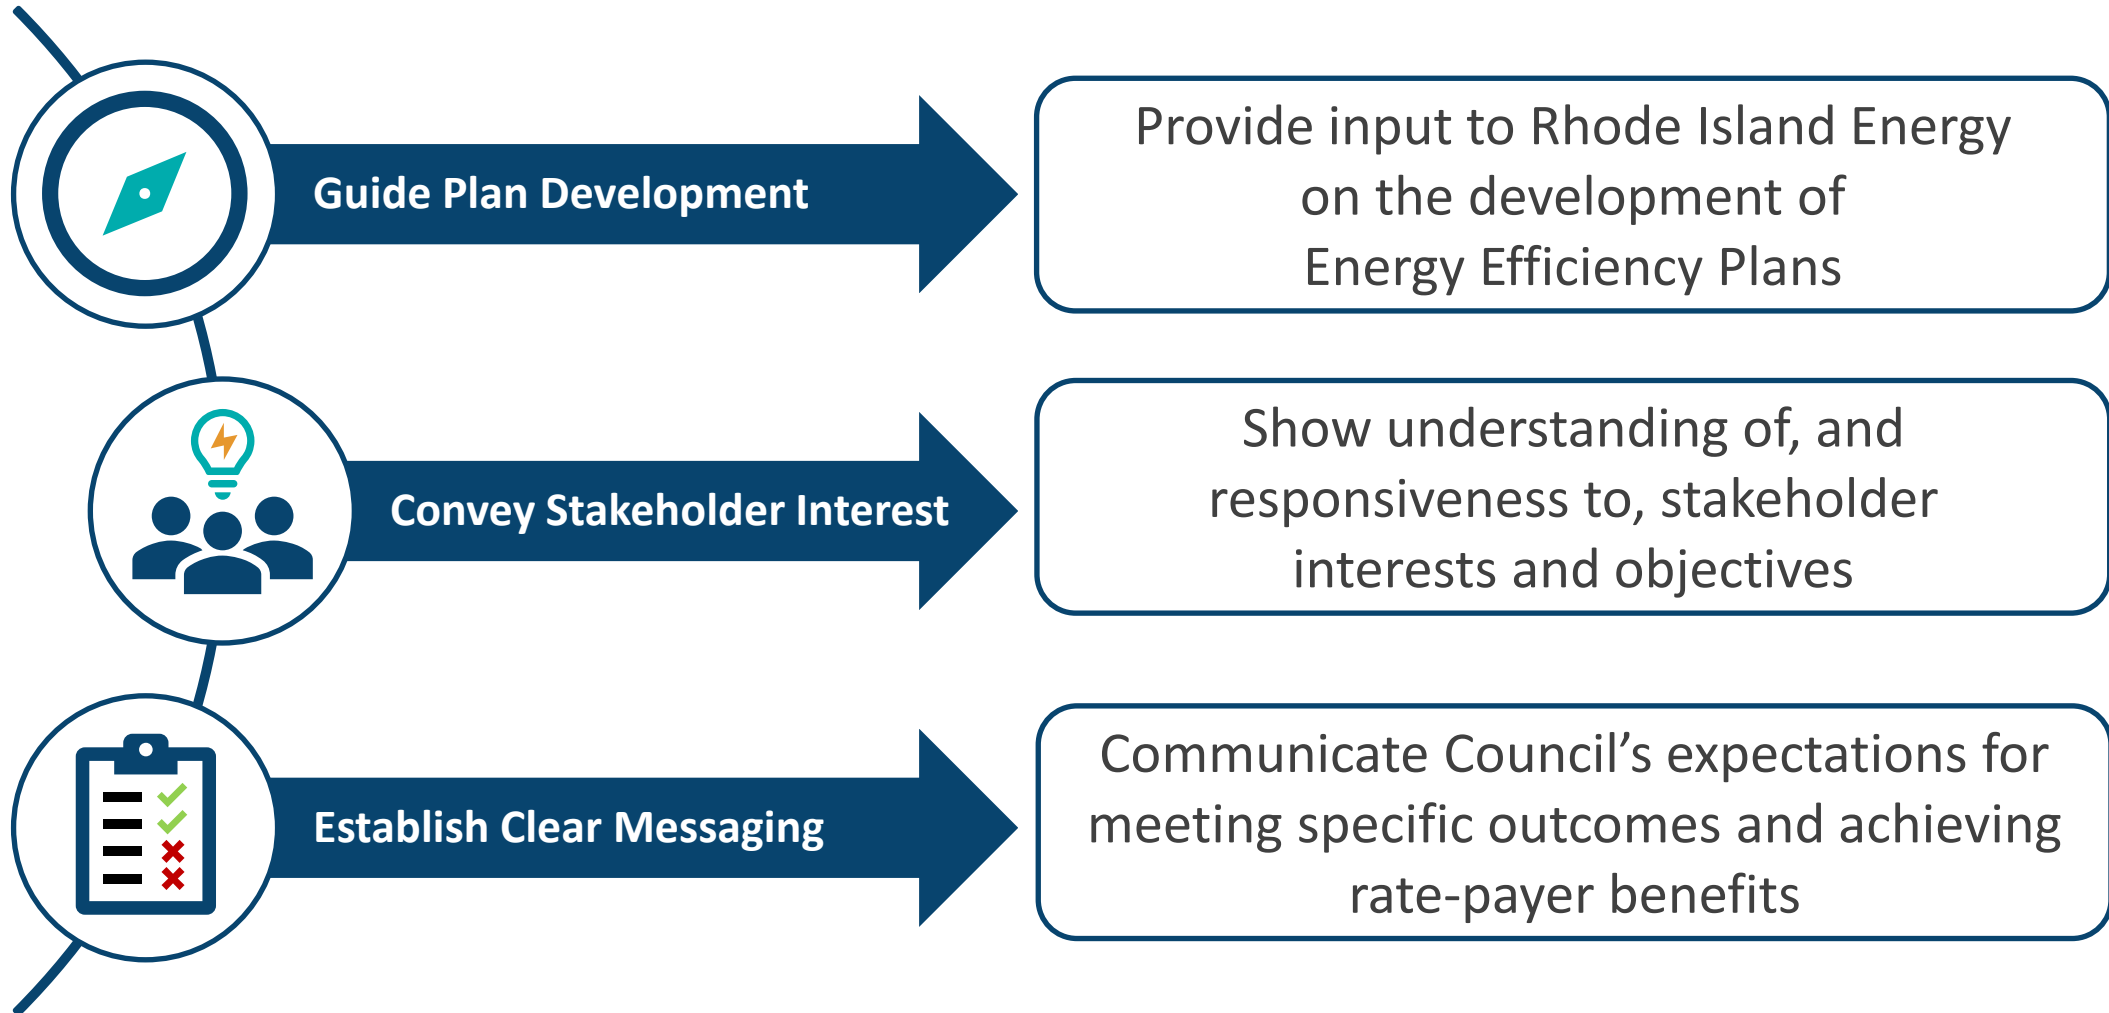 Guide Plan Development
Provide input to Rhode Island Energy
on the development of
Energy Efficiency Plans
Convey Stakeholder Interest
Show understanding of, and
responsiveness to, stakeholder
interests and objectives
Establish Clear Messaging
Communicate Council’s expectations for
meeting specific outcomes and achieving
rate-payer benefits